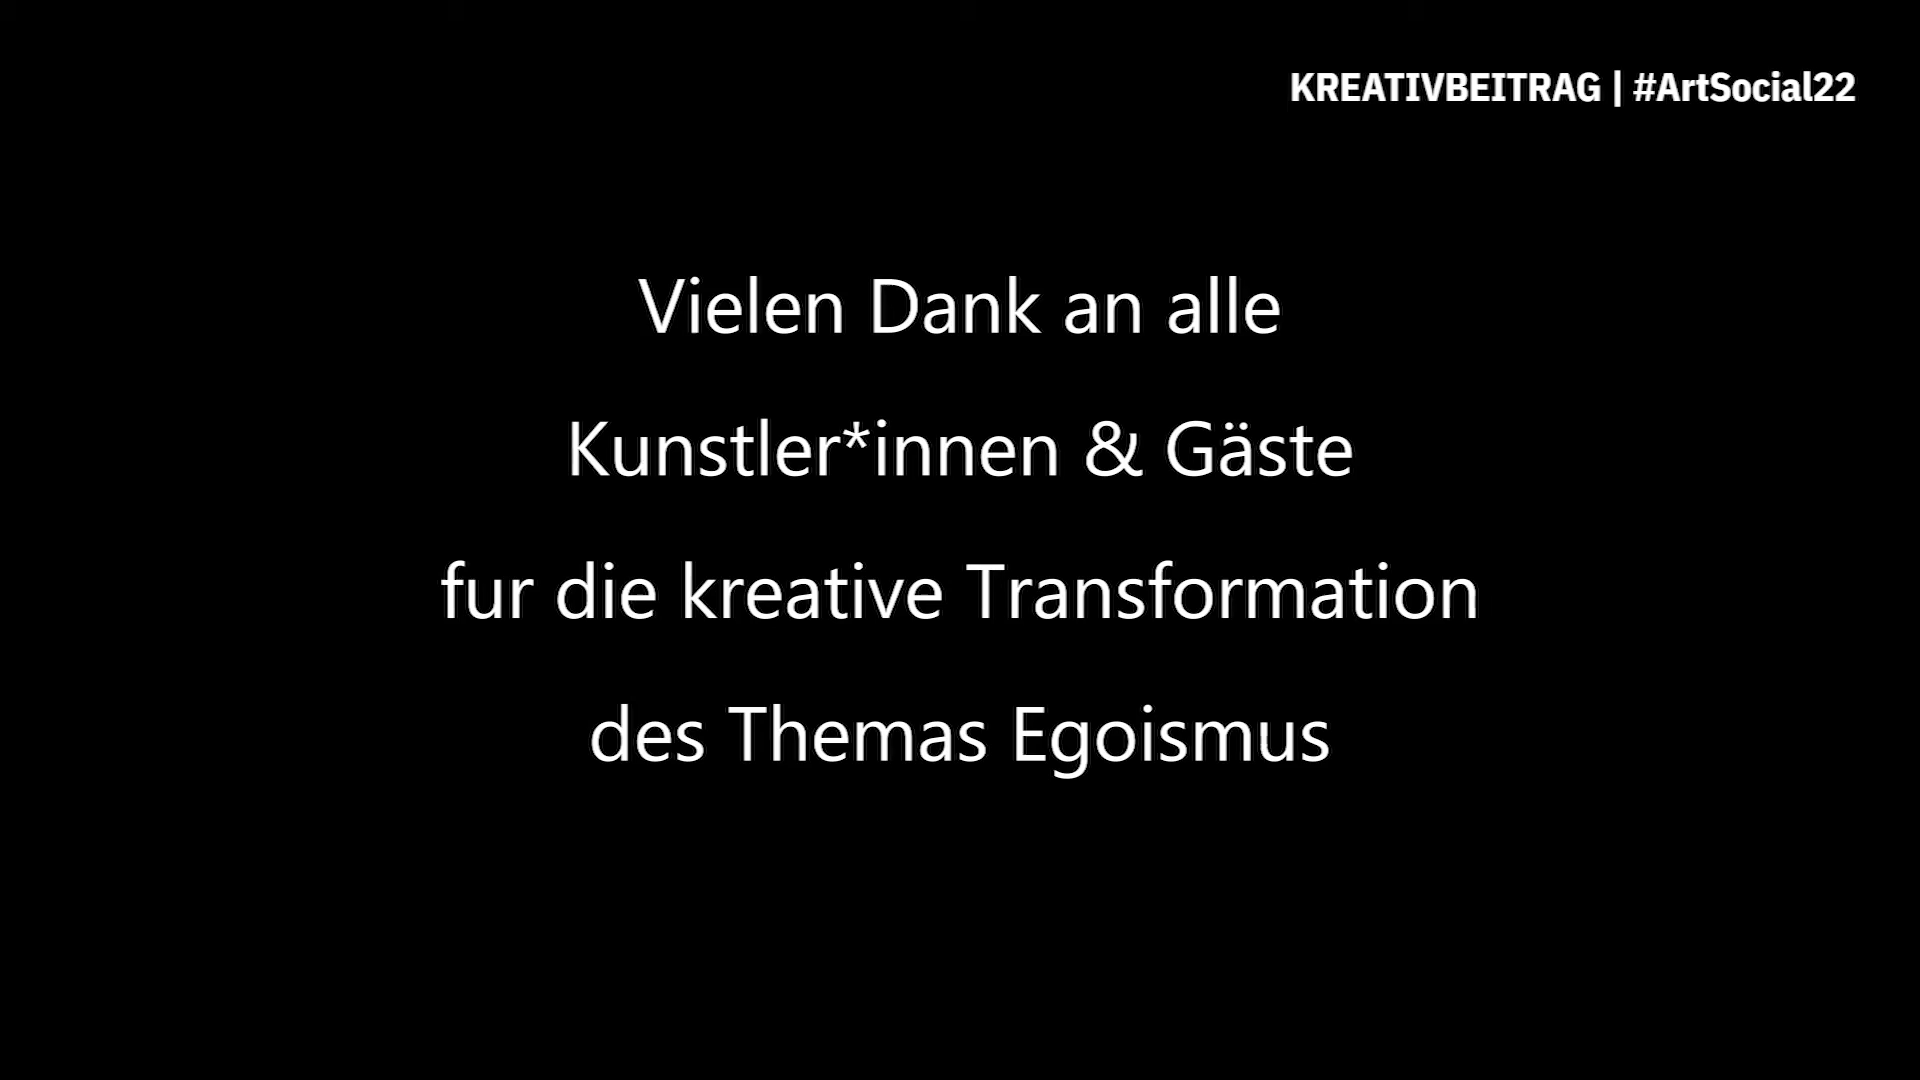 KREATIVBEITRAG | #ArtSocial22
Vielen Dank an alle
Kunstler*innen & Gäste
fur die kreative Transformation
des Themas Egoismus